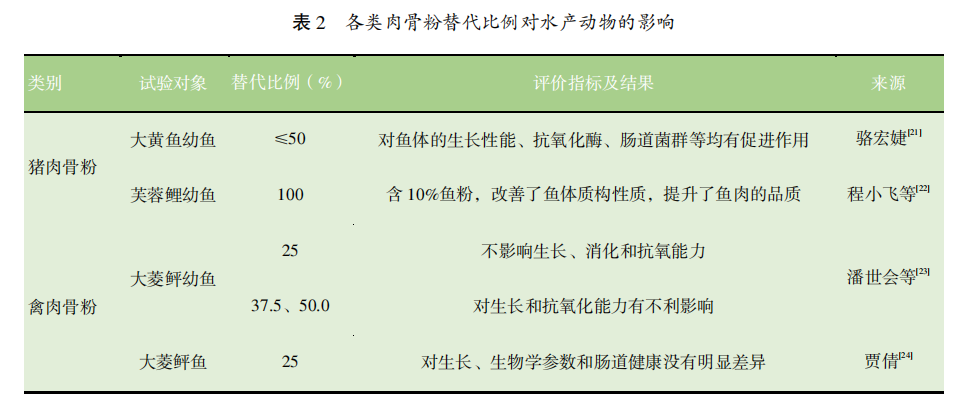 表 2 各类肉骨粉替代比例对水产动物的影响
类别 试验对象 替代比例（%） 评价指标及结果 来源
大黄鱼幼鱼 ≤50 对鱼体的生长性能、抗氧化酶、肠道菌群等均有促进作用 骆宏婕[21]
猪肉骨粉
芙蓉鲤幼鱼 100 含 10%鱼粉，改善了鱼体质构性质，提升了鱼肉的品质 程小飞等[22]
25 不影响生长、消化和抗氧能力
大菱鲆幼鱼 潘世会等[23]
禽肉骨粉 37.5、50.0 对生长和抗氧化能力有不利影响
大菱鲆鱼 25 对生长、生物学参数和肠道健康没有明显差异 贾倩[24]